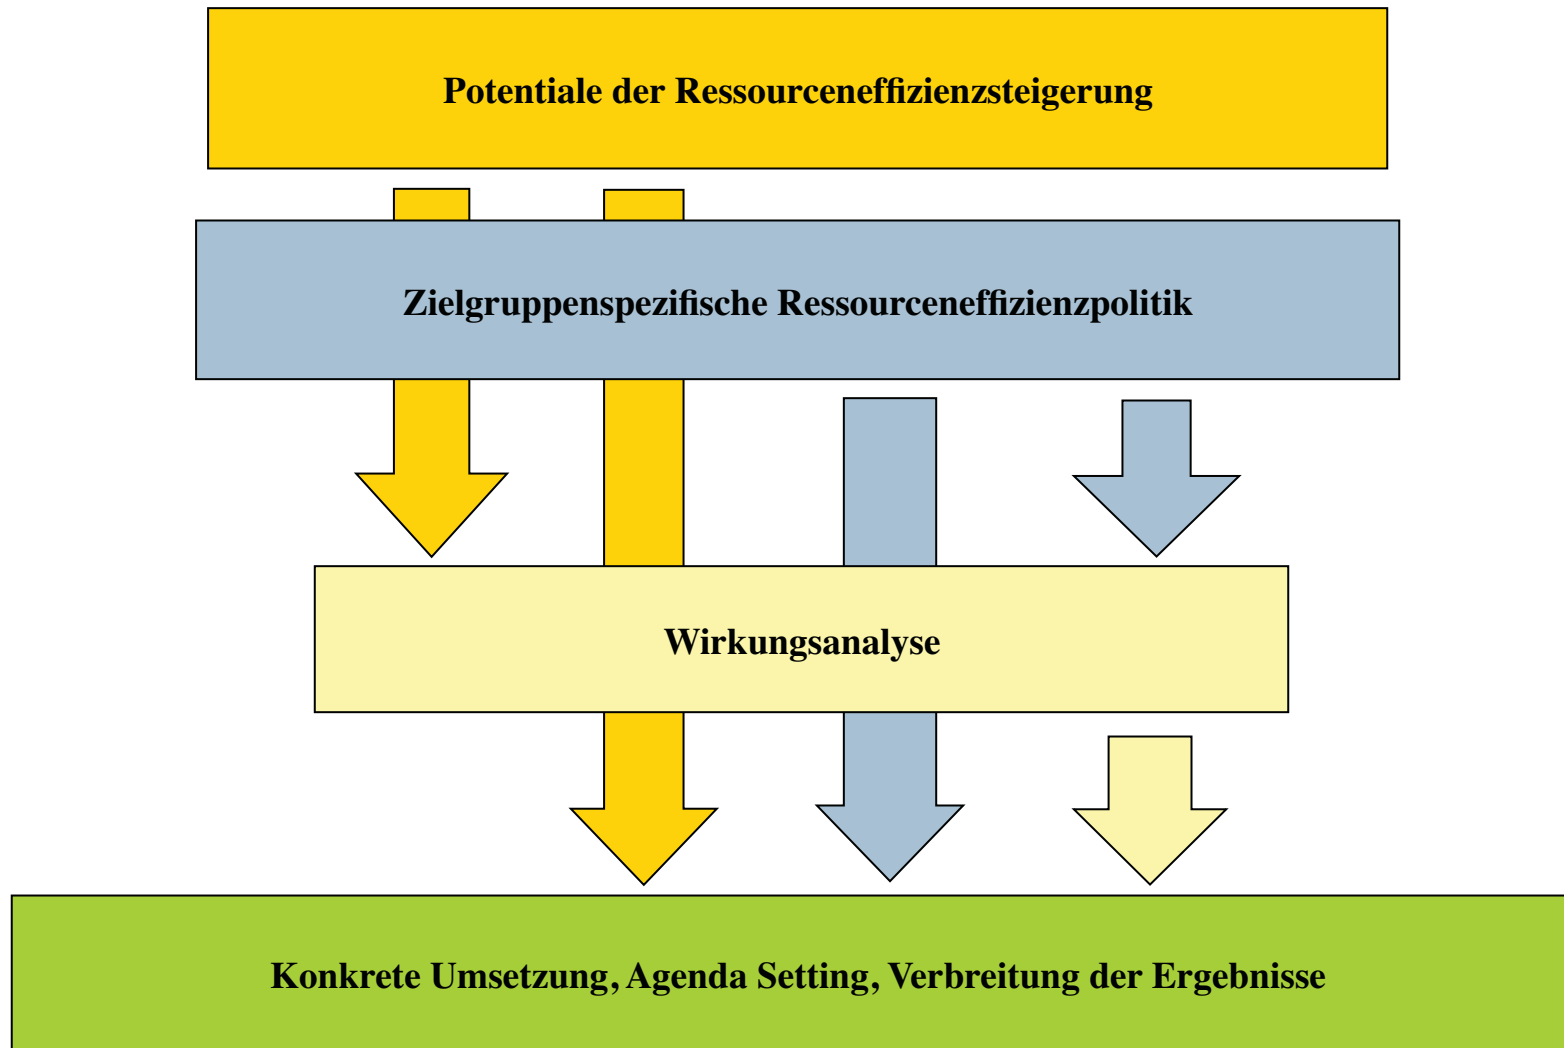 Potentiale der Ressourceneffizienzsteigerung
Zielgruppenspezifische Ressourceneffizienzpolitik
Wirkungsanalyse
Konkrete Umsetzung, Agenda Setting, Verbreitung der Ergebnisse